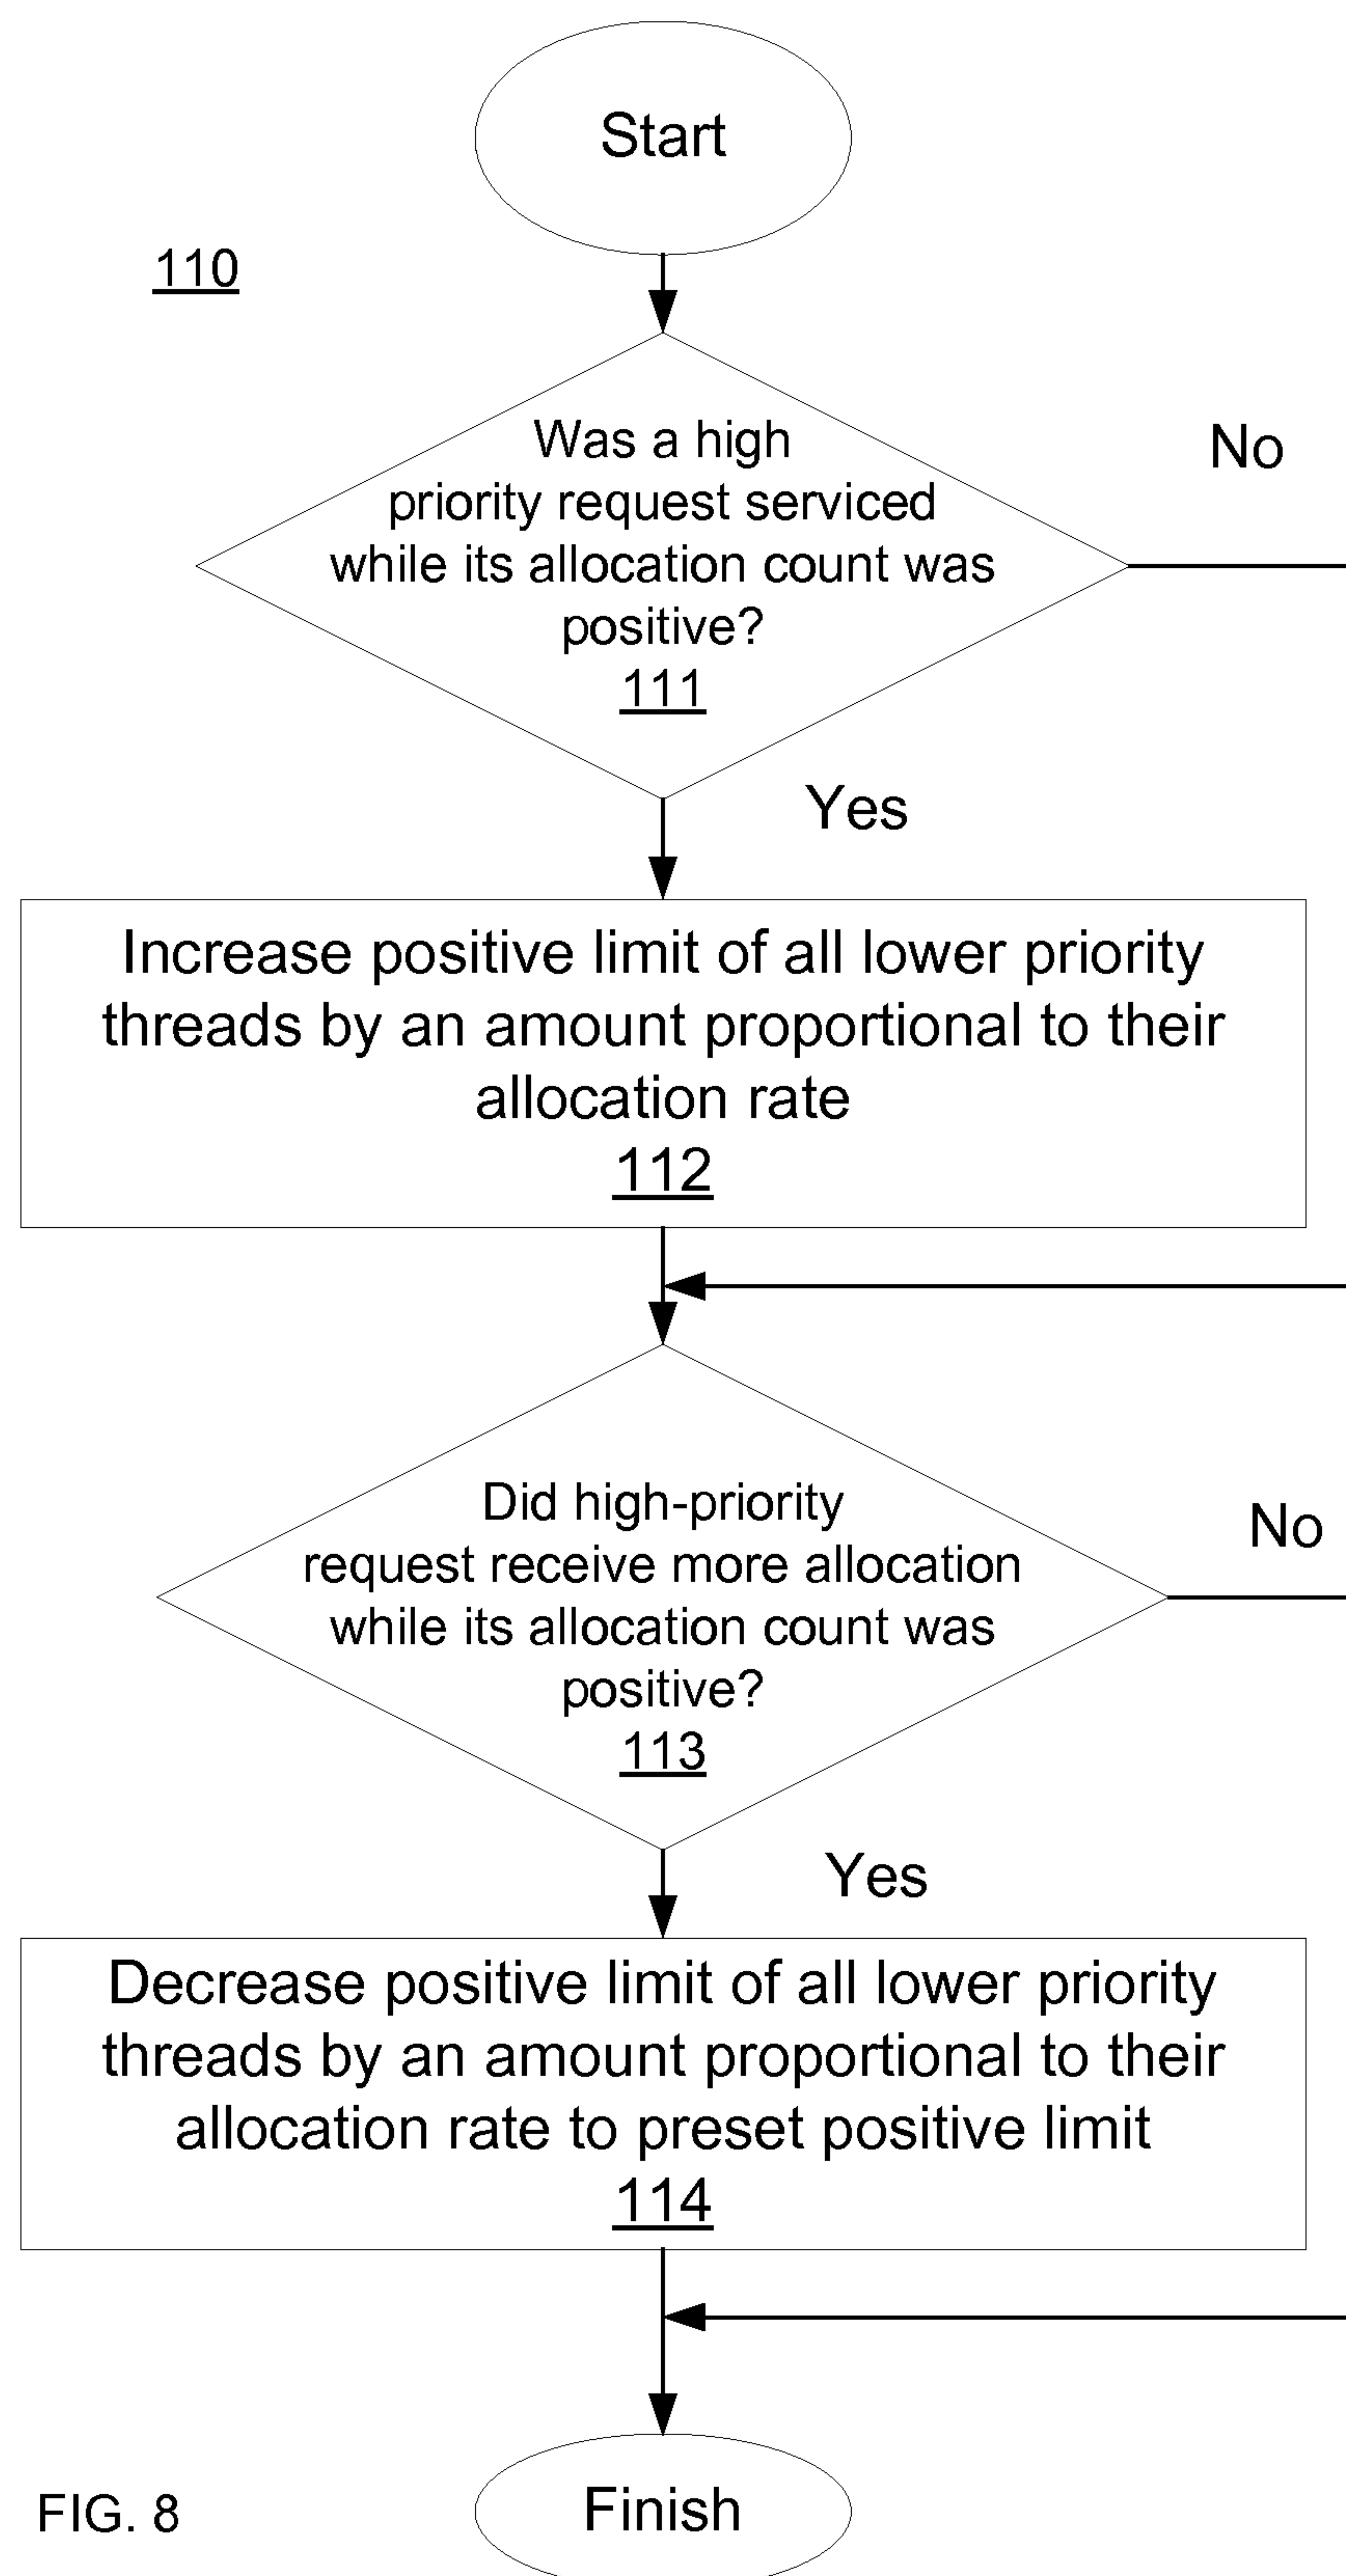 Start
110
Was a high
priority request serviced
while its allocation count was
positive?
111
No
Yes
Increase positive limit of all lower priority
threads by an amount proportional to their
allocation rate
112
Did high-priority
request receive more allocation
while its allocation count was
positive?
113
No
Yes
Decrease positive limit of all lower priority
threads by an amount proportional to their
allocation rate to preset positive limit
114
Finish
FIG. 8